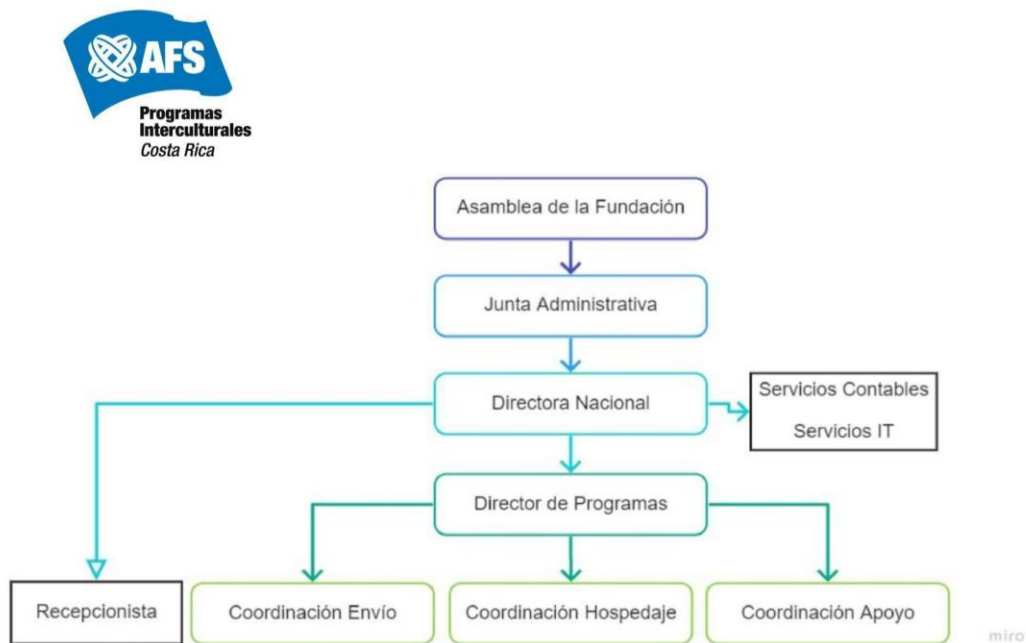 AFS
Programas
Interculturales
Costa Rica
Asamblea de la Fundación
Junta Administrativa
Directora Nacional
Servicios Contables
Servicios IT
Director de Programas
Recepcionista
Coordinación Envío
Coordinación Hospedaje
Coordinación Apoyo
miro